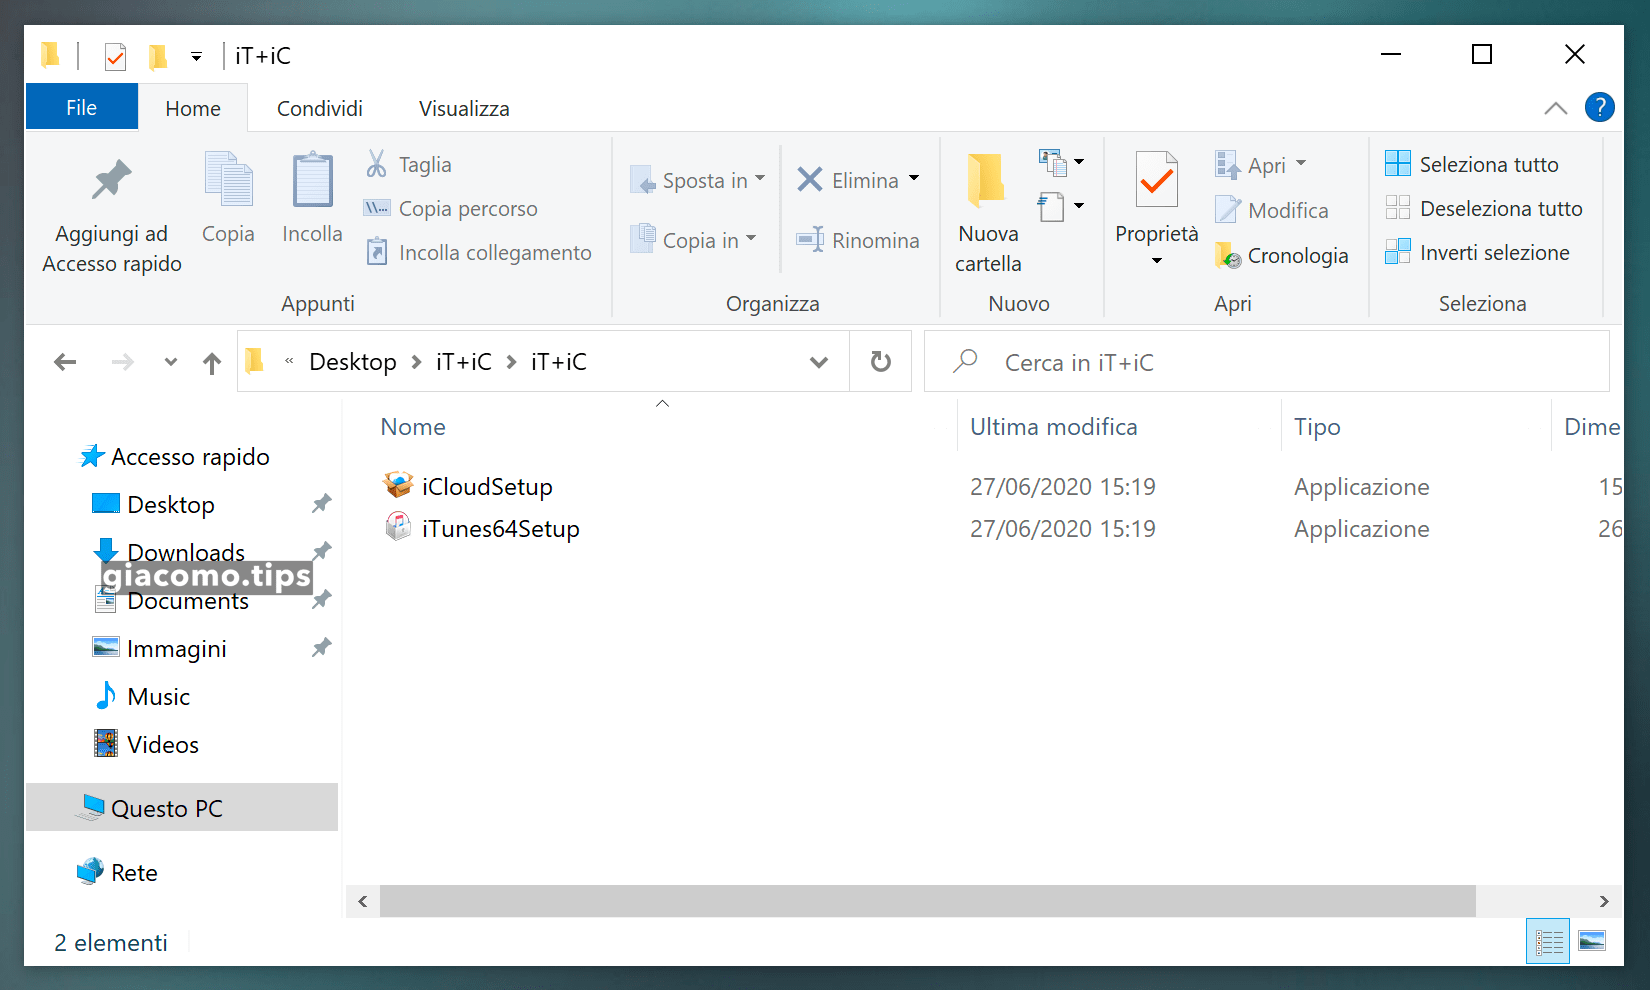 iT+iC
File Home Condividi Visualizza ?
Aggiungi ad
Accesso rapido
Copia
Incolla
Taglia
Copia percorso
Incolla collegamento
Appunti
Sposta in
Copia in
Elimina
Rinomina
Organizza
Nuova
cartella
Nuovo
Proprietà
Apri
Modifica
Cronologia
Apri
Seleziona tutto
Deseleziona tutto
Inverti selezione
Seleziona
« Desktop > iT+iC > iT+iC
Cerca in iT+iC
Nome Ultima modifica Tipo Dime
iCloudSetup 27/06/2020 15:19 Applicazione 15
iTunes64Setup 27/06/2020 15:19 Applicazione 26
Accesso rapido
Desktop
Downloads
giacomo.tips
Documents
Immagini
Music
Videos
Questo PC
Rete
2 elementi